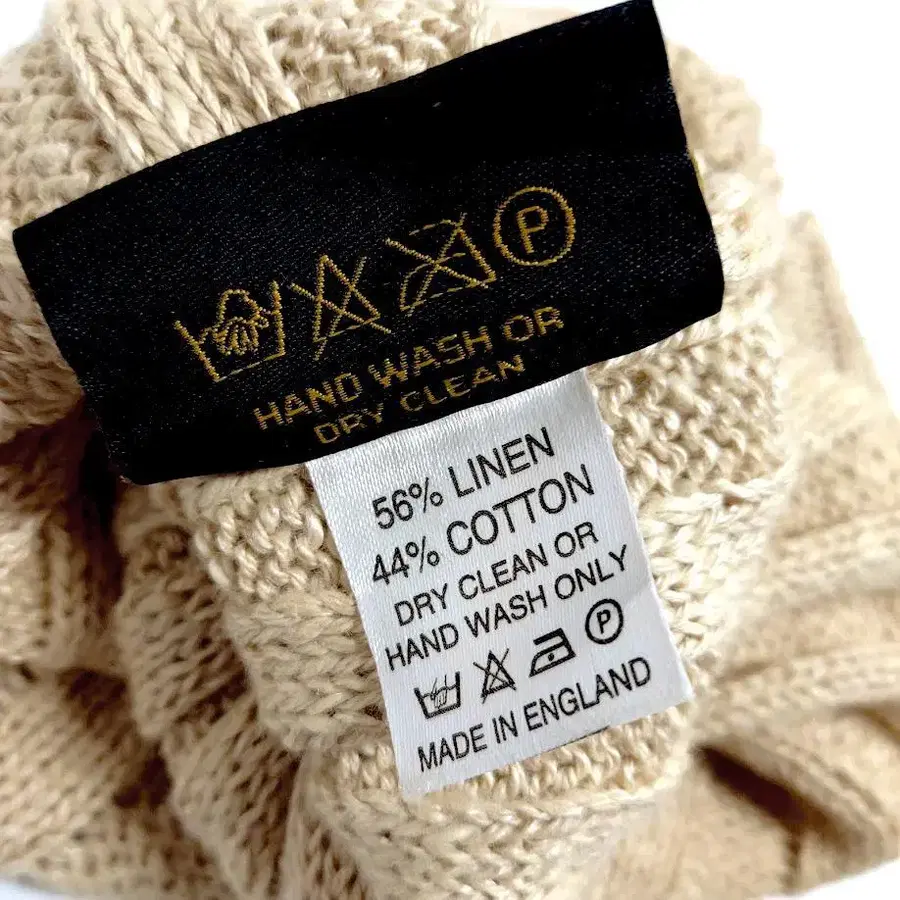 P
HAND WASH OR
DRY CLEAN
56% LINEN
44% COTTON
DRY CLEAN OR
HAND WASH ONLY
P
MADE IN ENGLAND